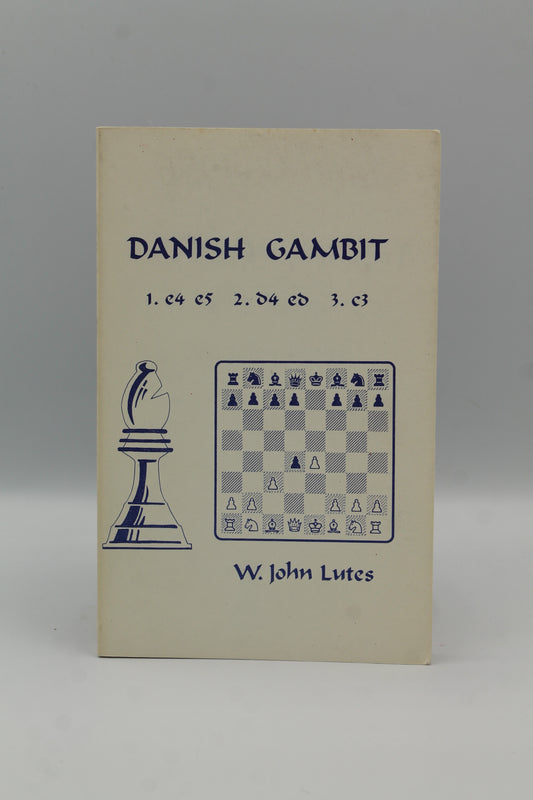 DANISH GAMBIT
1. e4 e5 2. d4 ed 3. c3
W. John Lutes